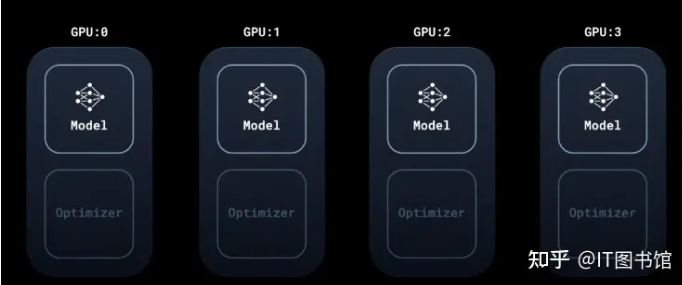 GPU:0 GPU:1 GPU:2 GPU:3
Model Model Model Model
Optimizer Optimizer Optimizer Optimizer
知乎 @IT图书馆